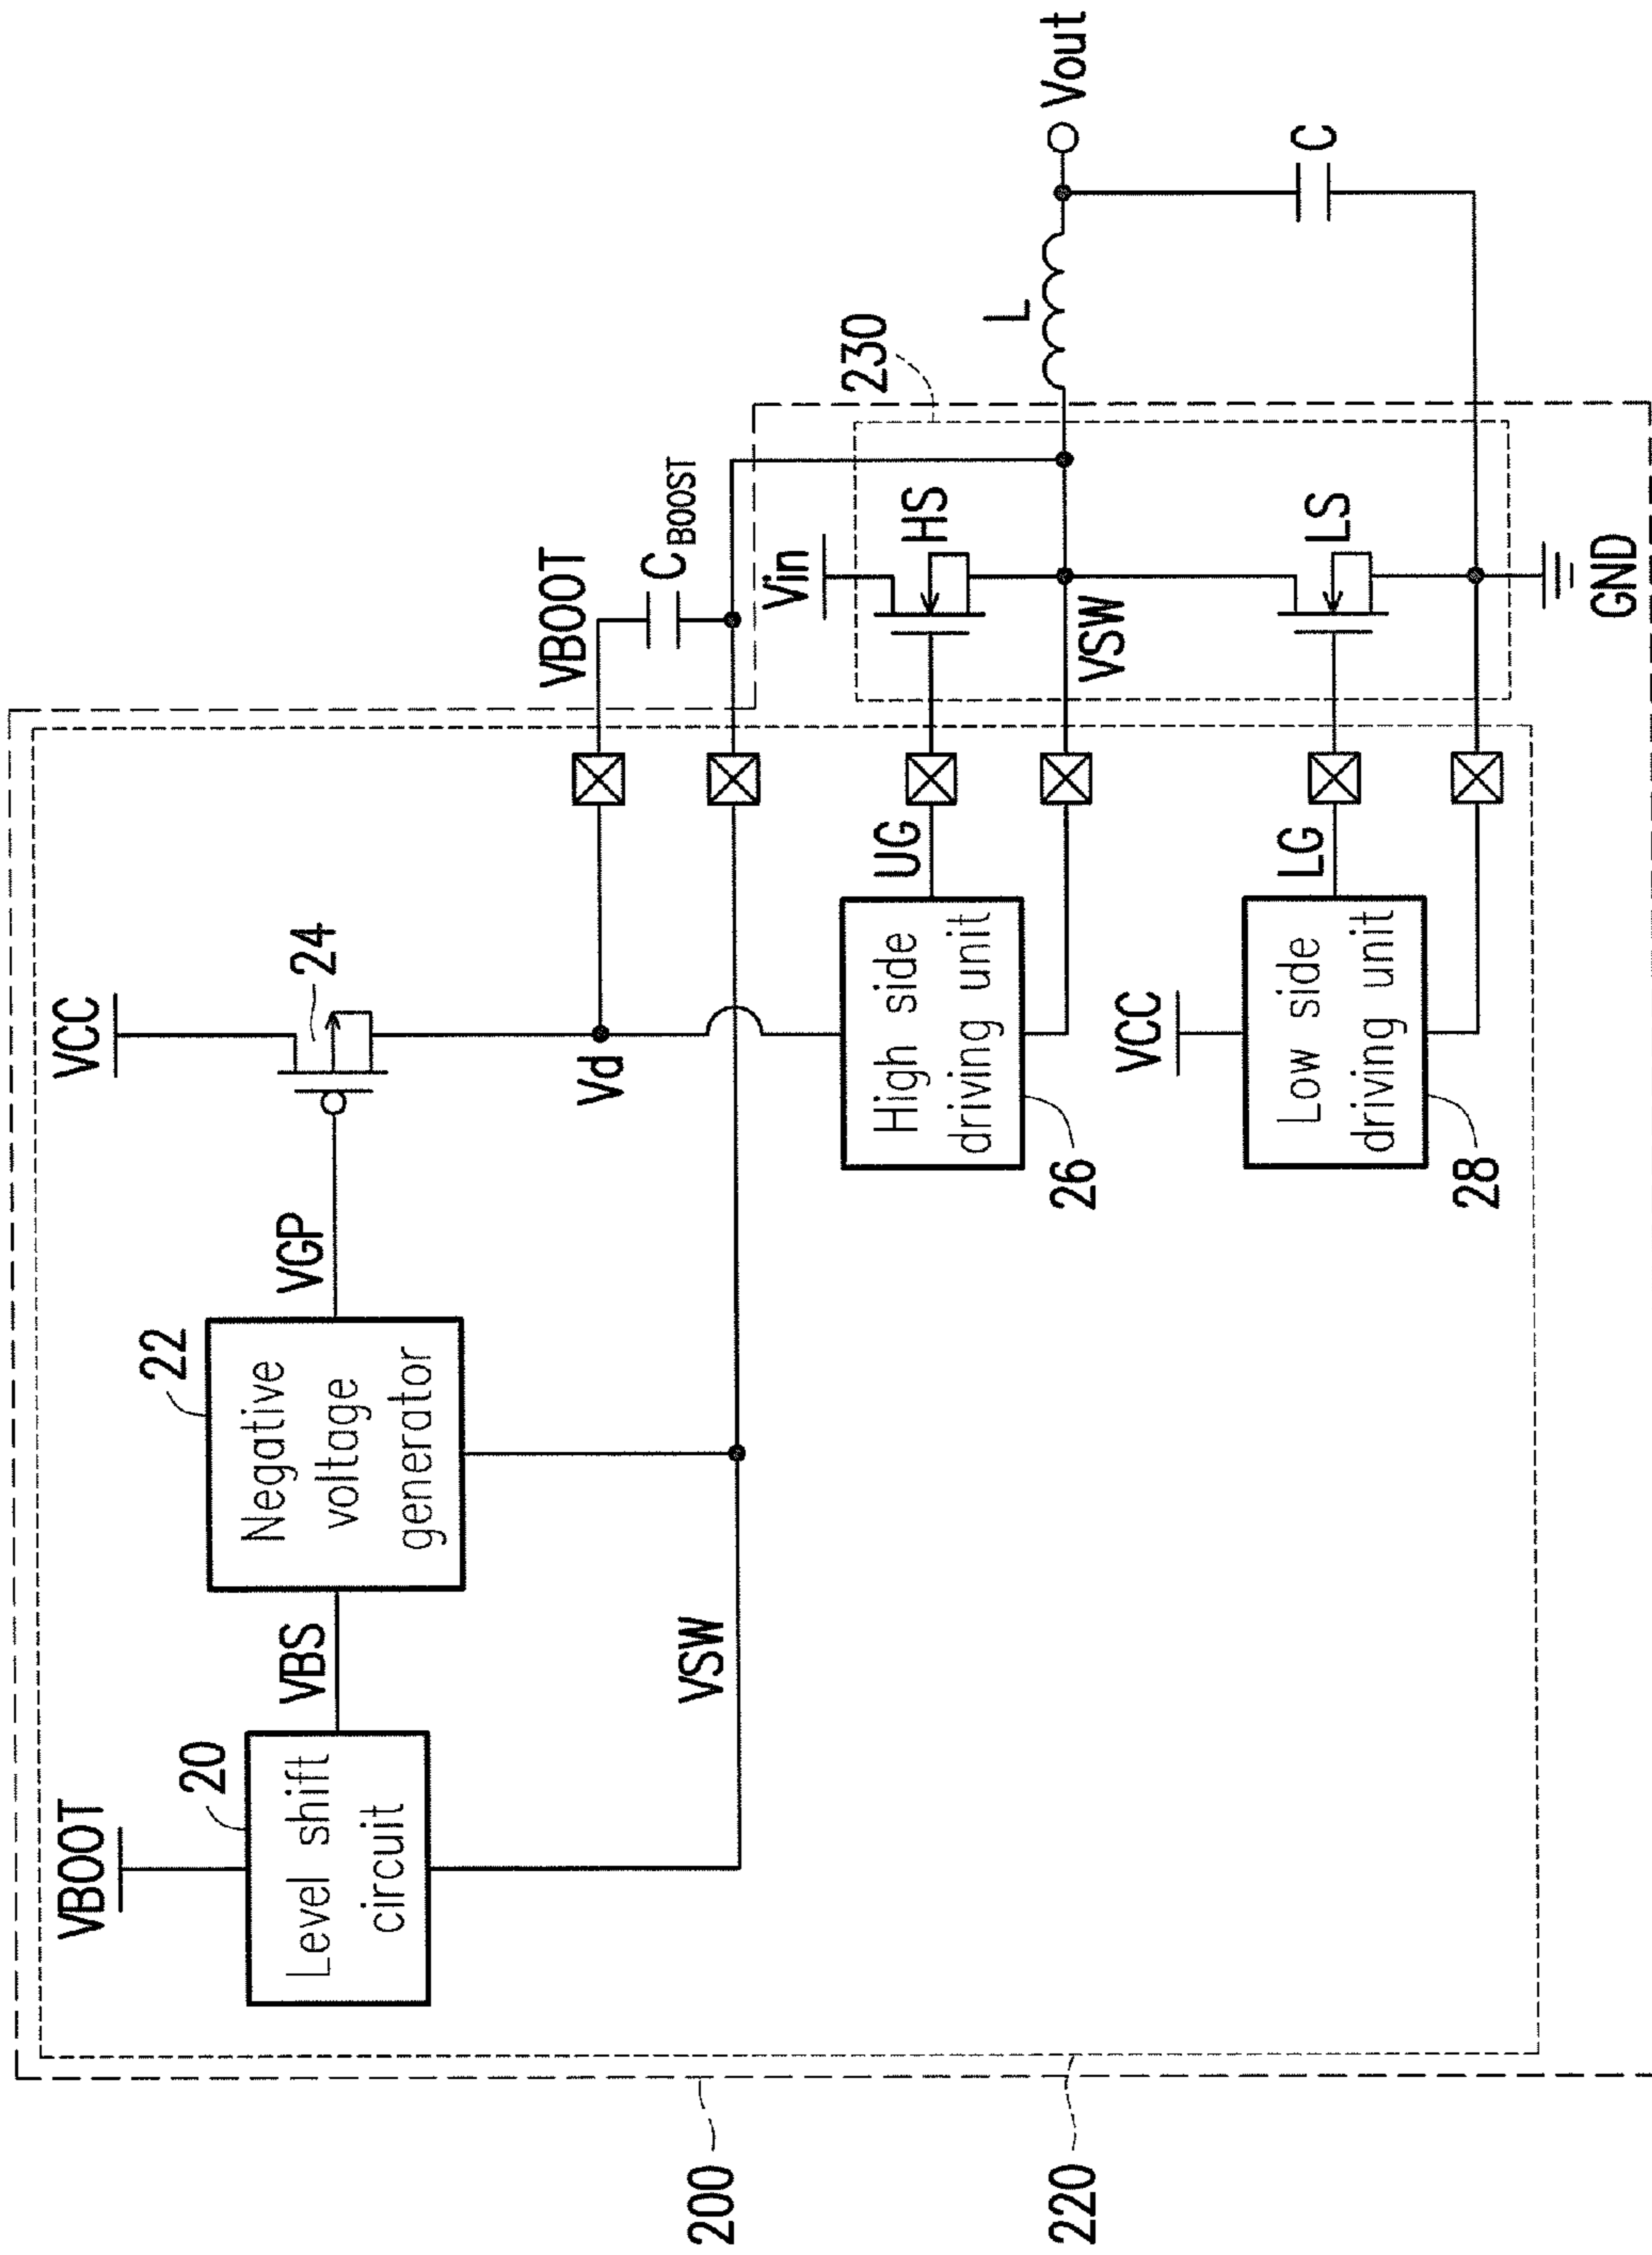 VBOOT
20
Level shift
circuit
VBS
22
Negative
voltage
generator
VGP
VCC
24
Vd
VSW
VBOOT
C BOOST
230
Vin
HS
UG
High side
driving unit
26
VSW
L
Vout
VCC
LG
LS
C
Low side
driving unit
28
GND
200
220